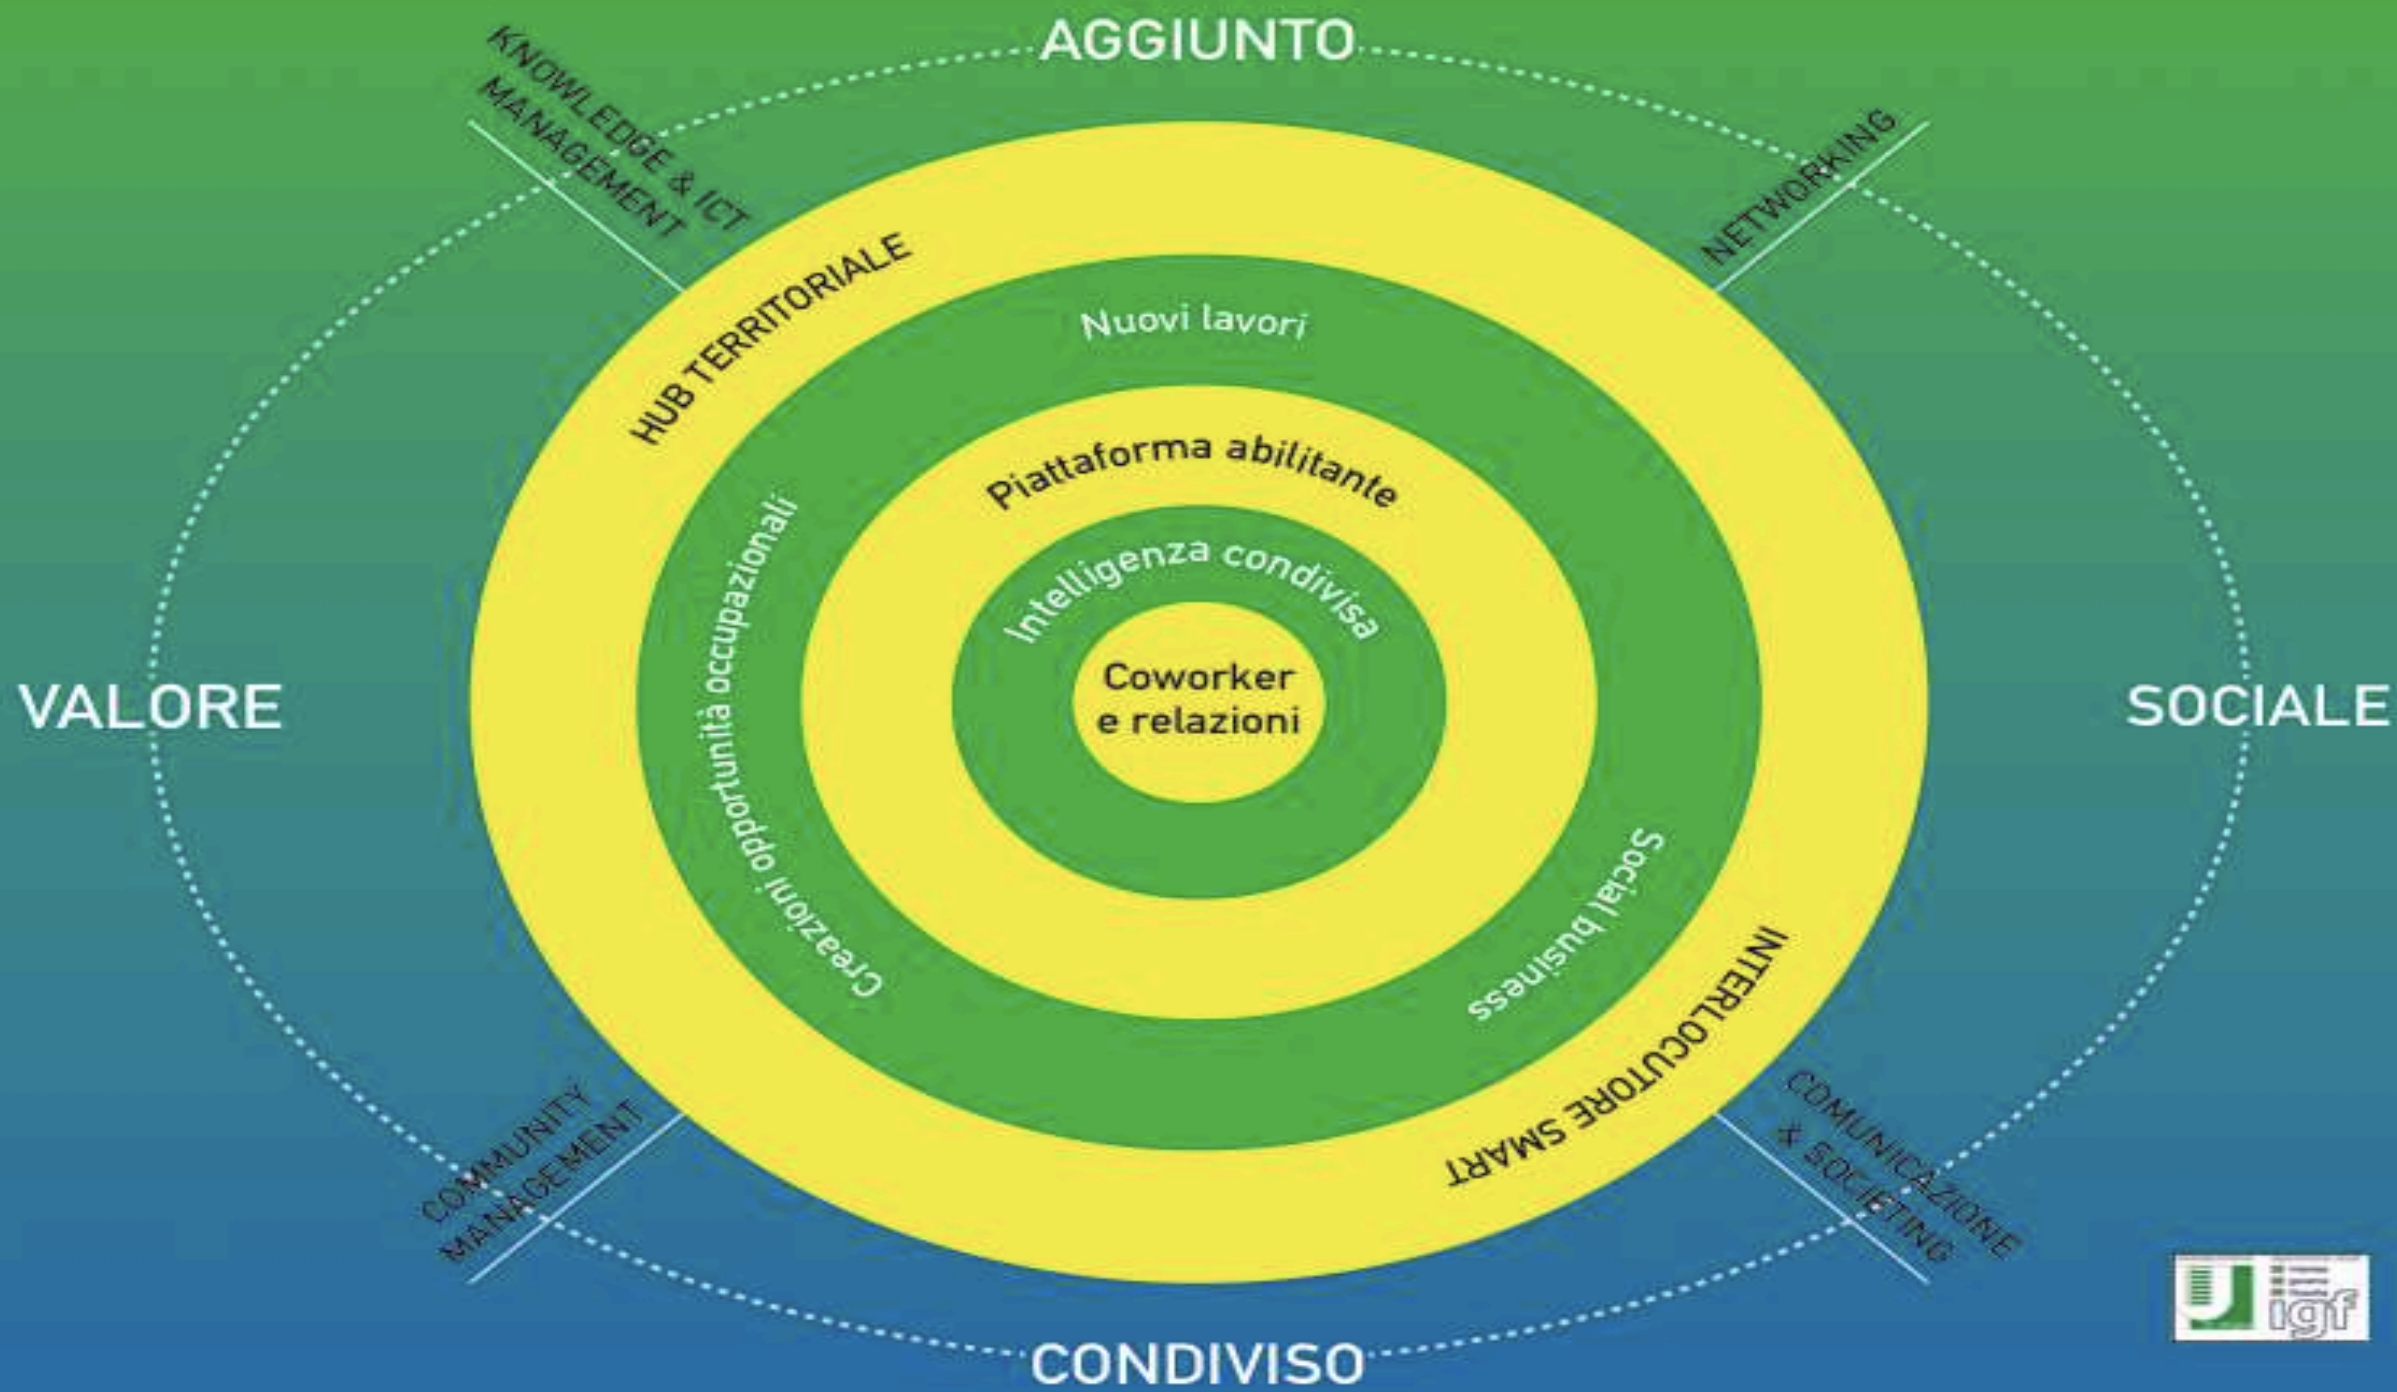 AGGIUNTO
KNOWLEDGE & ICT
MANAGEMENT
NETWORKING
HUB TERRITORIALE
Nuovi lavori
Piattaforma abilitante
Intelligenza condivisa
Coworker
e relazioni
Creazioni opportunità occupazionali
VALORE
SOCIALE
Social business
INTERLOCUTORE SMART
COMMUNITY
MANAGEMENT
COMUNICAZIONE
& SOCIETING
igf
CONDIVISO